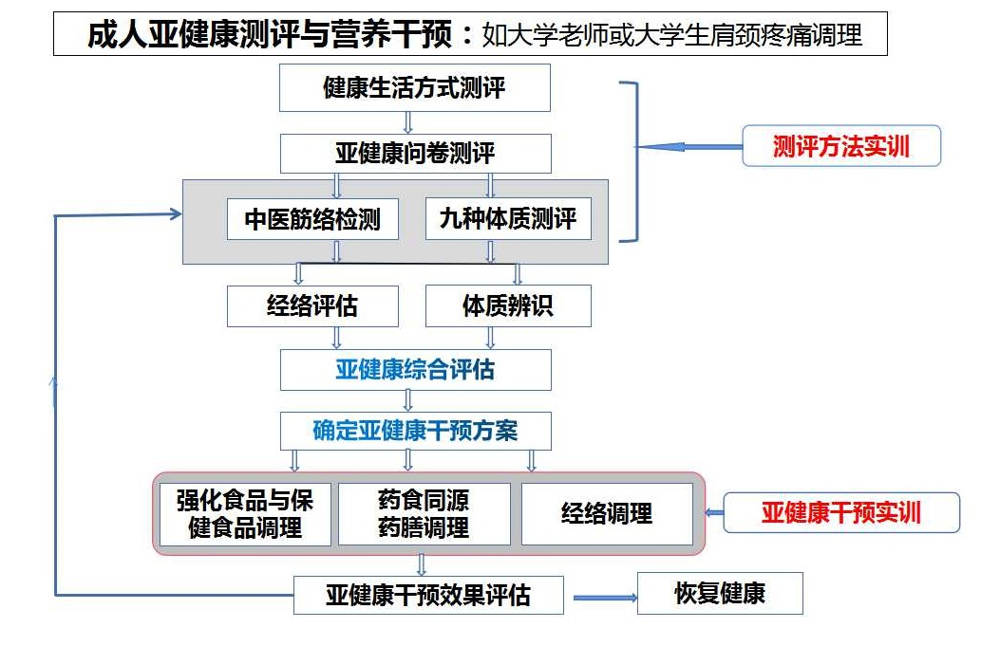 成人亚健康测评与营养干预：如大学老师或大学生肩颈疼痛调理
健康生活方式测评
亚健康问卷测评
测评方法实训
中医筋络检测
九种体质测评
经络评估
体质辨识
亚健康综合评估
确定亚健康干预方案
强化食品与保
健食品调理
药食同源
药膳调理
经络调理
亚健康干预实训
亚健康干预效果评估
恢复健康